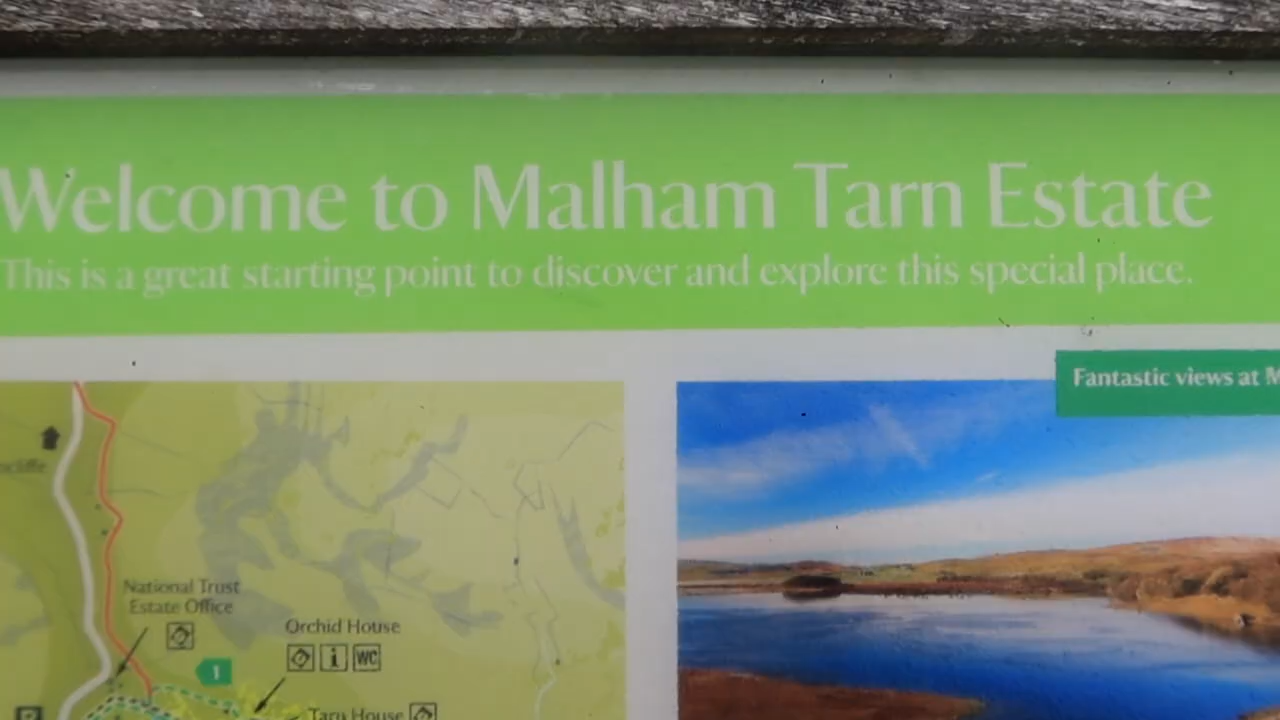 Welcome to Malham Tarn Estate
This is a great starting point to discover and explore this special place.
Fantastic views at M
National Trust
Estate Office
Orchid House
i WC
1
Tarn House